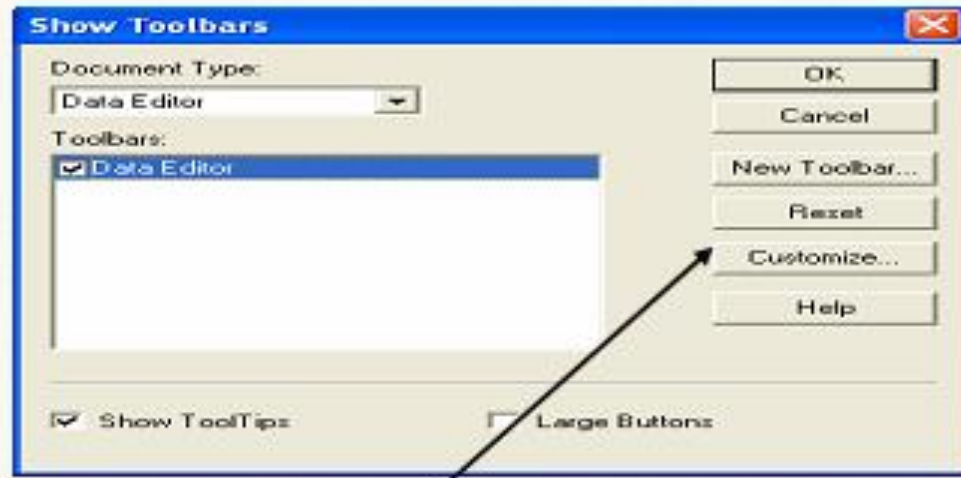 Show Toolbars
Document Type:
Data Editor
Toolbars:
Data Editor
OK
Cancel
New Toolbar...
Reset
Customize...
Help
Show ToolTips
Large Buttons